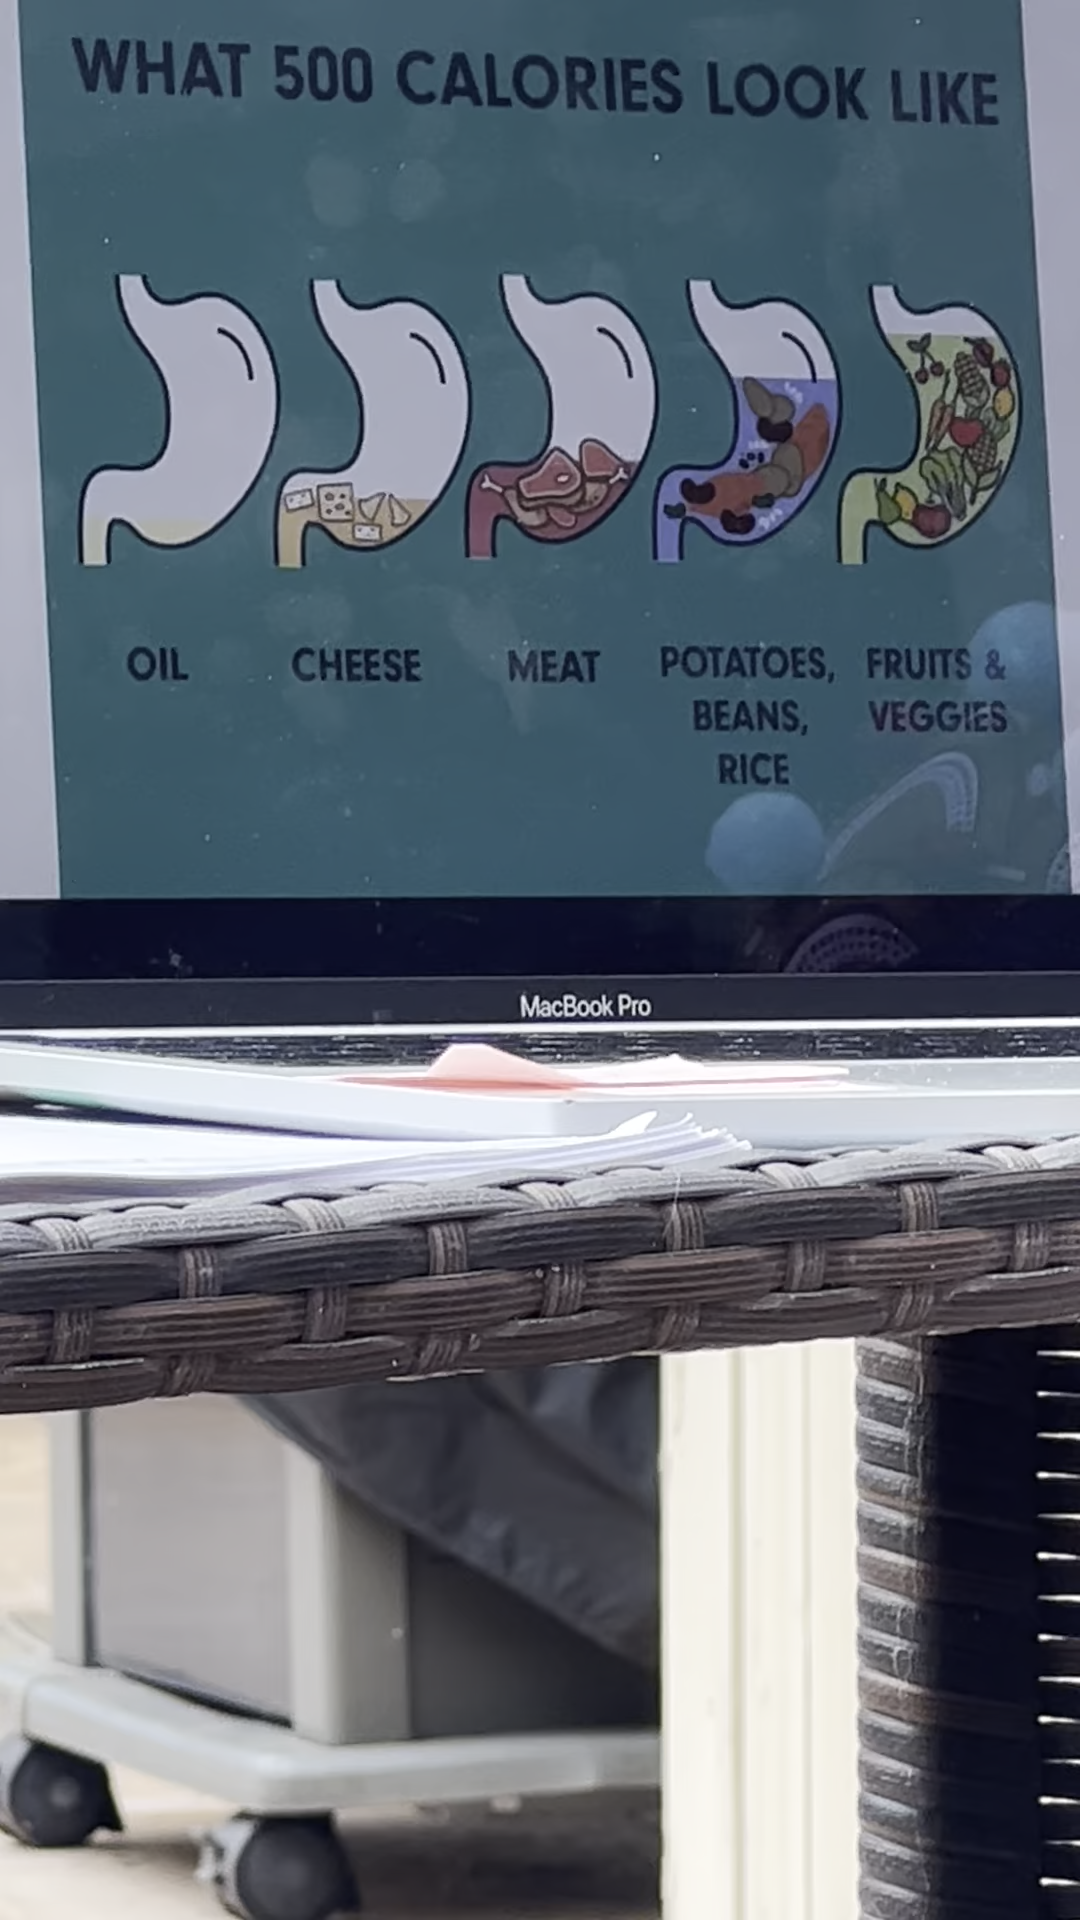 WHAT 500 CALORIES LOOK LIKE
OIL
CHEESE
MEAT
POTATOES,
BEANS,
RICE
FRUITS &
VEGGIES
MacBook Pro